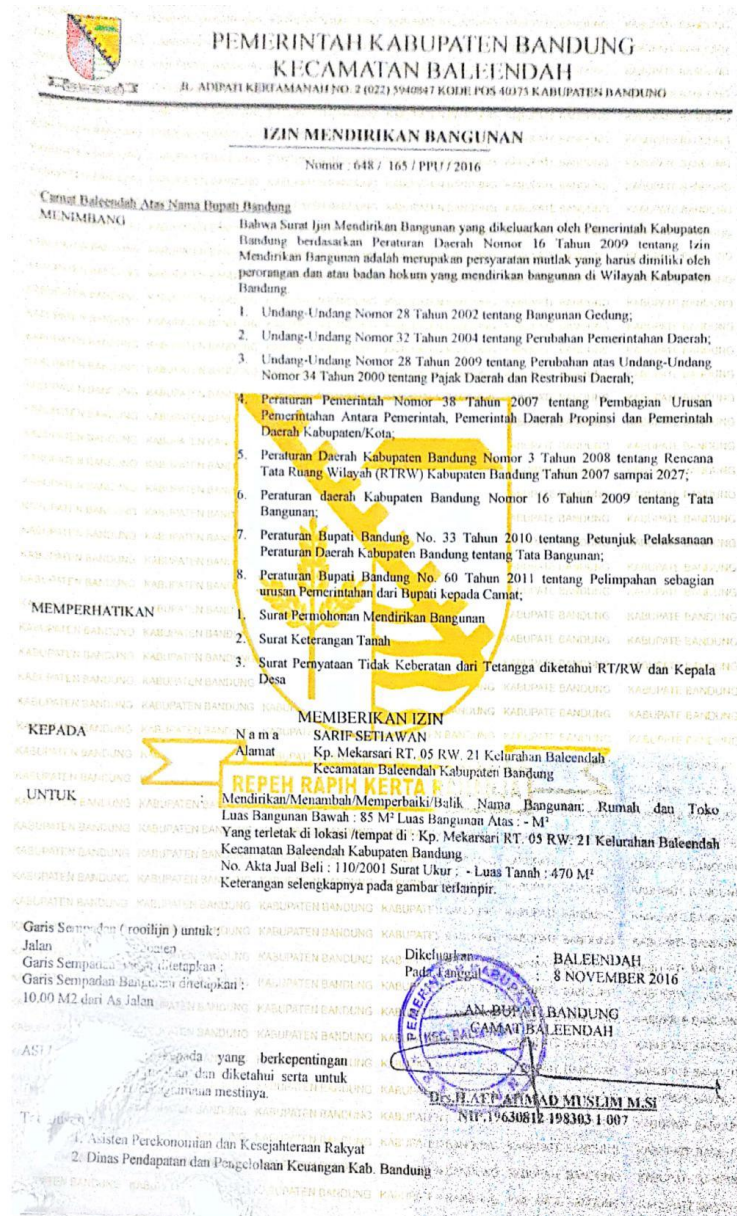 PEMERINTAH KABUPATEN BANDUNG
KECAMATAN BALEENDAH
JL. ADIPATI KERTAMANAH NO. 2 (022) 5940847 KODE POS 40375 KABUPATEN BANDUNG
IZIN MENDIRIKAN BANGUNAN
Nomor : 648 / 165 / PPU / 2016
Camat Baleendah Atas Nama Bupati Bandung
MENIMBANG : Bahwa Surat Ijin Mendirikan Bangunan yang dikeluarkan oleh Pemerintah Kabupaten
Bandung berdasarkan Peraturan Daerah Nomor 16 Tahun 2009 tentang Izin
Mendirikan Bangunan adalah merupakan persyaratan mutlak yang harus dimiliki oleh
perorangan dan atau badan hokum yang mendirikan bangunan di Wilayah Kabupaten
Bandung.
1. Undang-Undang Nomor 28 Tahun 2002 tentang Bangunan Gedung;
2. Undang-Undang Nomor 32 Tahun 2004 tentang Perubahan Pemerintahan Daerah;
3. Undang-Undang Nomor 28 Tahun 2009 tentang Perubahan atas Undang-Undang
Nomor 34 Tahun 2000 tentang Pajak Daerah dan Restribusi Daerah;
4. Peraturan Pemerintah Nomor 38 Tahun 2007 tentang Pembagian Urusan
Pemerintahan Antara Pemerintah, Pemerintah Daerah Propinsi dan Pemerintah
Daerah Kabupaten/Kota;
5. Peraturan Daerah Kabupaten Bandung Nomor 3 Tahun 2008 tentang Rencana
Tata Ruang Wilayah (RTRW) Kabupaten Bandung Tahun 2007 sampai 2027;
6. Peraturan daerah Kabupaten Bandung Nomor 16 Tahun 2009 tentang Tata
Bangunan;
7. Peraturan Bupati Bandung No. 33 Tahun 2010 tentang Petunjuk Pelaksanaan
Peraturan Daerah Kabupaten Bandung tentang Tata Bangunan;
8. Peraturan Bupati Bandung No. 60 Tahun 2011 tentang Pelimpahan sebagian
urusan Pemerintahan dari Bupati kepada Camat;
MEMPERHATIKAN 1. Surat Permohonan Mendirikan Bangunan
2. Surat Keterangan Tanah
3. Surat Pernyataan Tidak Keberatan dari Tetangga diketahui RT/RW dan Kepala
Desa
MEMBERIKAN IZIN
KEPADA N a m a SARIF SETIAWAN
Alamat Kp. Mekarsari RT. 05 RW. 21 Kelurahan Baleendah
Kecamatan Baleendah Kabupaten Bandung
REPEH RAPIH KERTA
UNTUK Mendirikan/Menambah/Memperbaiki/Balik Nama Bangunan: Rumah dan Toko
Luas Bangunan Bawah : 85 M² Luas Bangunan Atas : - M²
Yang terletak di lokasi /tempat di : Kp. Mekarsari RT. 05 RW. 21 Kelurahan Baleendah
Kecamatan Baleendah Kabupaten Bandung
No. Akta Jual Beli : 110/2001 Surat Ukur : - Luas Tanah : 470 M²
Keterangan selengkapnya pada gambar terlampir.
Garis Sempadan ( rooilijn ) untuk :
Jalan
Garis Sempadan ditetapkan :
Garis Sempadan Bangunan ditetapkan :
10.00 M2 dari As Jalan
Dikeluarkan : BALEENDAH
Pada Tanggal : 8 NOVEMBER 2016
AN. BUPATI BANDUNG
CAMAT BALEENDAH
kepada yang berkepentingan
dan diketahui serta untuk
mestinya.
Drs.H. AHMAD MUSLIM M.Si
NIP.19630812 198303 1 007
1. Asisten Perekonomian dan Kesejahteraan Rakyat
2. Dinas Pendapatan dan Pengelolaan Keuangan Kab. Bandung